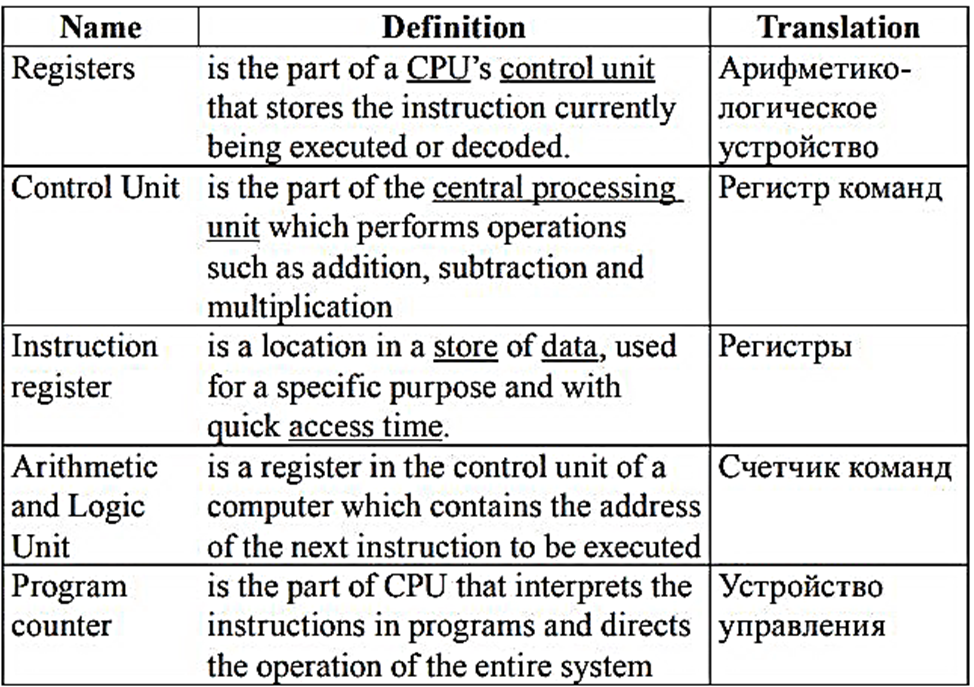 Name Definition Translation
Registers is the part of a CPU's control unit Арифметико-
that stores the instruction currently логическое
being executed or decoded. устройство
Control Unit is the part of the central processing Регистр команд
unit which performs operations
such as addition, subtraction and
multiplication
Instruction is a location in a store of data, used Регистры
register for a specific purpose and with
quick access time.
Arithmetic is a register in the control unit of a Счетчик команд
and Logic computer which contains the address
Unit of the next instruction to be executed
Program is the part of CPU that interprets the Устройство
counter instructions in programs and directs управления
the operation of the entire system